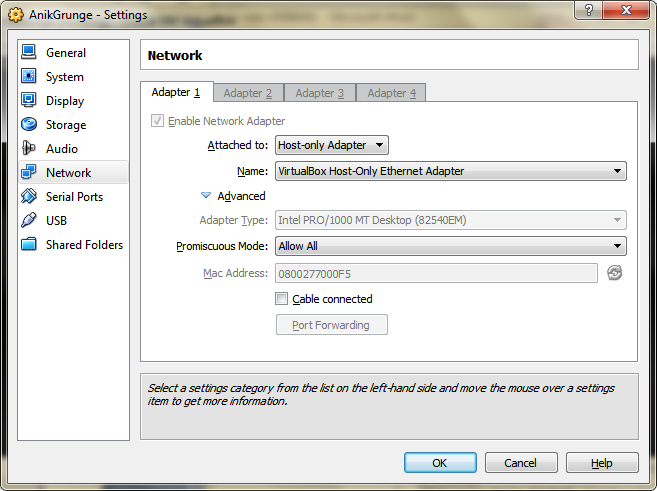 AnikGrunge - Settings
General
System
Display
Storage
Audio
Network
Serial Ports
USB
Shared Folders
Network
Adapter 1 Adapter 2 Adapter 3 Adapter 4
Enable Network Adapter
Attached to: Host-only Adapter
Name: VirtualBox Host-Only Ethernet Adapter
Advanced
Adapter Type: Intel PRO/1000 MT Desktop (82540EM)
Promiscuous Mode: Allow All
Mac Address: 0800277000F5
Cable connected
Port Forwarding
Select a settings category from the list on the left-hand side and move the mouse over a settings
item to get more information.
OK Cancel Help